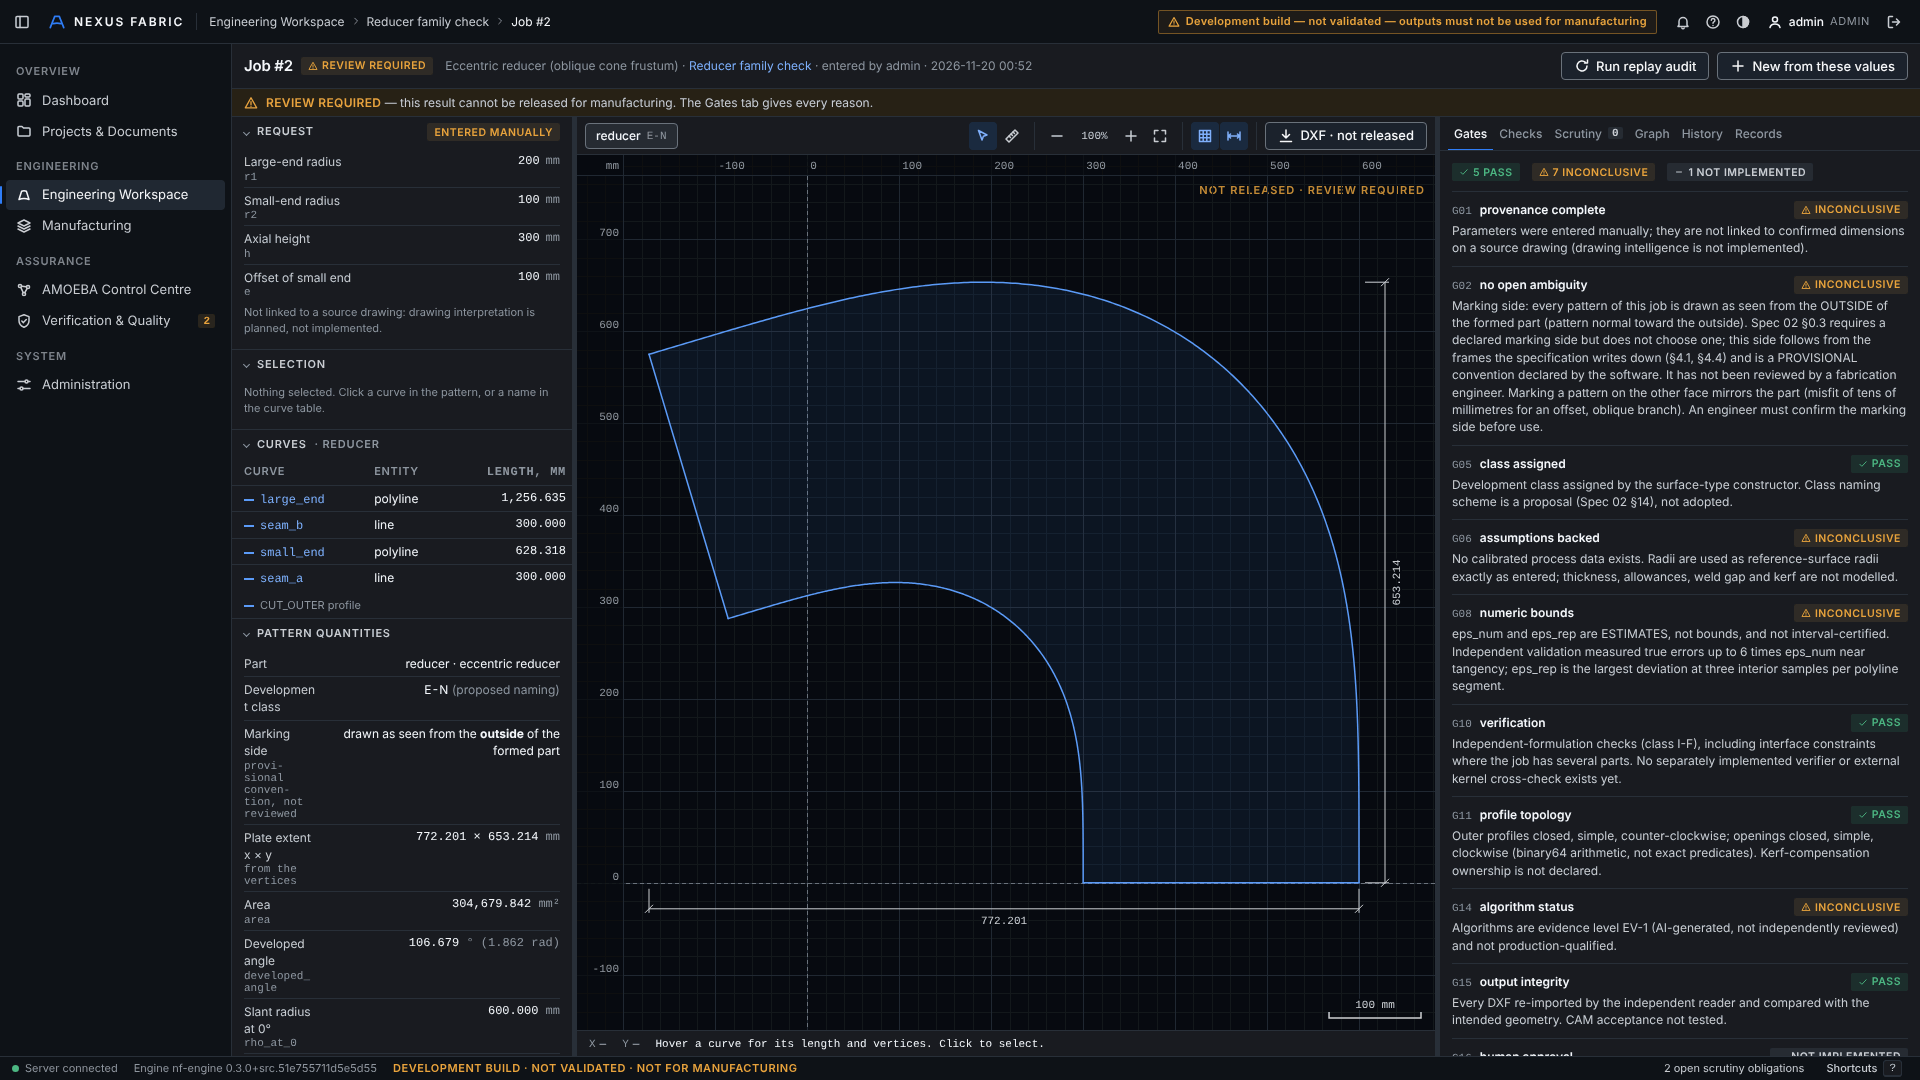 NEXUS FABRIC
Engineering Workspace › Reducer family check › Job #2
Development build — not validated — outputs must not be used for manufacturing
admin ADMIN
OVERVIEW
Dashboard
Projects & Documents
ENGINEERING
Engineering Workspace
Manufacturing
ASSURANCE
AMOEBA Control Centre
Verification & Quality 2
SYSTEM
Administration
Job #2 REVIEW REQUIRED Eccentric reducer (oblique cone frustum) · Reducer family check · entered by admin · 2026-11-20 00:52
Run replay audit
New from these values
REVIEW REQUIRED — this result cannot be released for manufacturing. The Gates tab gives every reason.
REQUEST ENTERED MANUALLY
Large-end radius 200 mm
r1
Small-end radius 100 mm
r2
Axial height 300 mm
h
Offset of small end 100 mm
e
Not linked to a source drawing: drawing interpretation is
planned, not implemented.
SELECTION
Nothing selected. Click a curve in the pattern, or a name in
the curve table.
CURVES · REDUCER
CURVE ENTITY LENGTH, MM
large_end polyline 1,256.635
seam_b line 300.000
small_end polyline 628.318
seam_a line 300.000
CUT_OUTER profile
PATTERN QUANTITIES
Part reducer · eccentric reducer
Developmen E-N (proposed naming)
t class
Marking drawn as seen from the outside of the
side formed part
provi-
sional
conven-
tion, not
reviewed
Plate extent 772.201 × 653.214 mm
x × y
from the
vertices
Area 304,679.842 mm²
area
Developed 106.679 ° (1.862 rad)
angle
developed_
angle
Slant radius 600.000 mm
at 0°
rho_at_0
reducer E-N
100%
DXF · not released
mm -100 0 100 200 300 400 500 600
NOT RELEASED · REVIEW REQUIRED
700
600
500
400
300
200
100
0
-100
653.214
772.201
100 mm
X — Y — Hover a curve for its length and vertices. Click to select.
Gates Checks Scrutiny 0 Graph History Records
5 PASS 7 INCONCLUSIVE 1 NOT IMPLEMENTED
G01 provenance complete INCONCLUSIVE
Parameters were entered manually; they are not linked to confirmed dimensions
on a source drawing (drawing intelligence is not implemented).
G02 no open ambiguity INCONCLUSIVE
Marking side: every pattern of this job is drawn as seen from the OUTSIDE of
the formed part (pattern normal toward the outside). Spec 02 §0.3 requires a
declared marking side but does not choose one; this side follows from the
frames the specification writes down (§4.1, §4.4) and is a PROVISIONAL
convention declared by the software. It has not been reviewed by a fabrication
engineer. Marking a pattern on the other face mirrors the part (misfit of tens of
millimetres for an offset, oblique branch). An engineer must confirm the marking
side before use.
G05 class assigned PASS
Development class assigned by the surface-type constructor. Class naming
scheme is a proposal (Spec 02 §14), not adopted.
G06 assumptions backed INCONCLUSIVE
No calibrated process data exists. Radii are used as reference-surface radii
exactly as entered; thickness, allowances, weld gap and kerf are not modelled.
G08 numeric bounds INCONCLUSIVE
eps_num and eps_rep are ESTIMATES, not bounds, and not interval-certified.
Independent validation measured true errors up to 6 times eps_num near
tangency; eps_rep is the largest deviation at three interior samples per polyline
segment.
G10 verification PASS
Independent-formulation checks (class I-F), including interface constraints
where the job has several parts. No separately implemented verifier or external
kernel cross-check exists yet.
G11 profile topology PASS
Outer profiles closed, simple, counter-clockwise; openings closed, simple,
clockwise (binary64 arithmetic, not exact predicates). Kerf-compensation
ownership is not declared.
G14 algorithm status INCONCLUSIVE
Algorithms are evidence level EV-1 (AI-generated, not independently reviewed)
and not production-qualified.
G15 output integrity PASS
Every DXF re-imported by the independent reader and compared with the
intended geometry. CAM acceptance not tested.
G16 human approval NOT IMPLEMENTED
Server connected Engine nf-engine 0.3.0+src.51e755711d5e5d55 DEVELOPMENT BUILD · NOT VALIDATED · NOT FOR MANUFACTURING
2 open scrutiny obligations Shortcuts ?